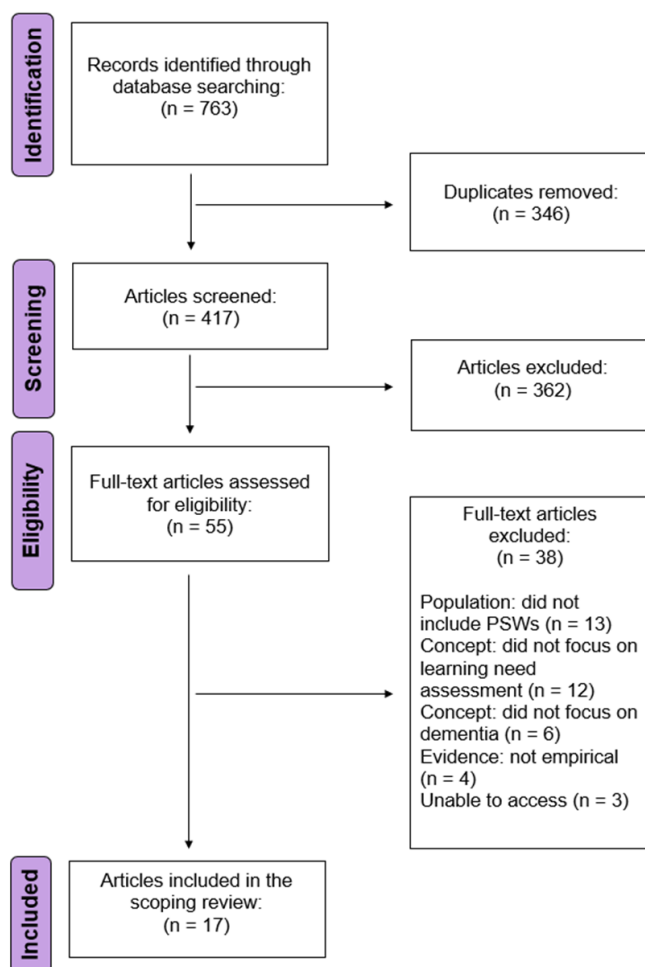 Identification
Records identified through
database searching:
(n = 763)
Duplicates removed:
(n = 346)
Screening
Articles screened:
(n = 417)
Articles excluded:
(n = 362)
Eligibility
Full-text articles assessed
for eligibility:
(n = 55)
Full-text articles
excluded:
(n = 38)
Population: did not
include PSWs (n = 13)
Concept: did not focus on
learning need
assessment (n = 12)
Concept: did not focus on
dementia (n = 6)
Evidence: not empirical
(n = 4)
Unable to access (n = 3)
Included
Articles included in the
scoping review:
(n = 17)